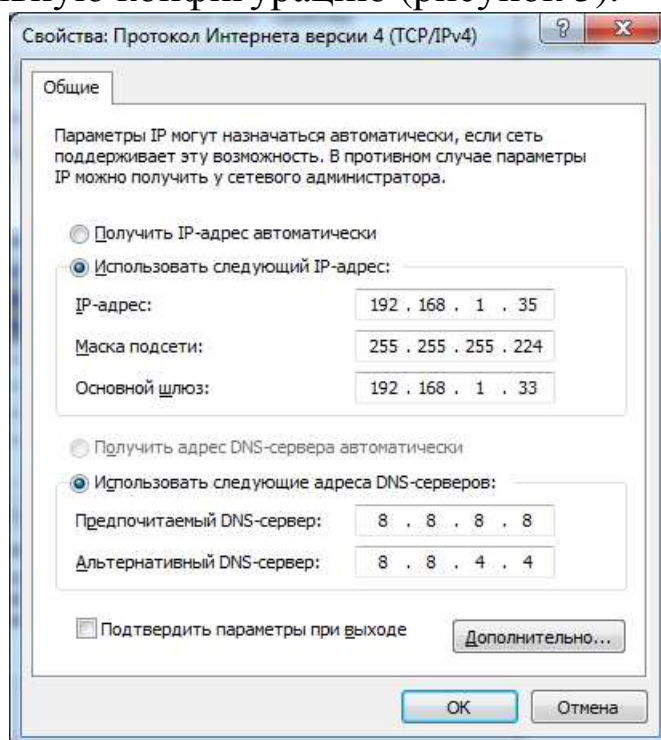 конфигурацию (рисунок 3).
Свойства: Протокол Интернета версии 4 (TCP/IPv4)
Общие
Параметры IP могут назначаться автоматически, если сеть
поддерживает эту возможность. В противном случае параметры
IP можно получить у сетевого администратора.
Получить IP-адрес автоматически
Использовать следующий IP-адрес:
IP-адрес: 192 . 168 . 1 . 35
Маска подсети: 255 . 255 . 255 . 224
Основной шлюз: 192 . 168 . 1 . 33
Получить адрес DNS-сервера автоматически
Использовать следующие адреса DNS-серверов:
Предпочитаемый DNS-сервер: 8 . 8 . 8 . 8
Альтернативный DNS-сервер: 8 . 8 . 4 . 4
Подтвердить параметры при выходе
Дополнительно...
ОК
Отмена